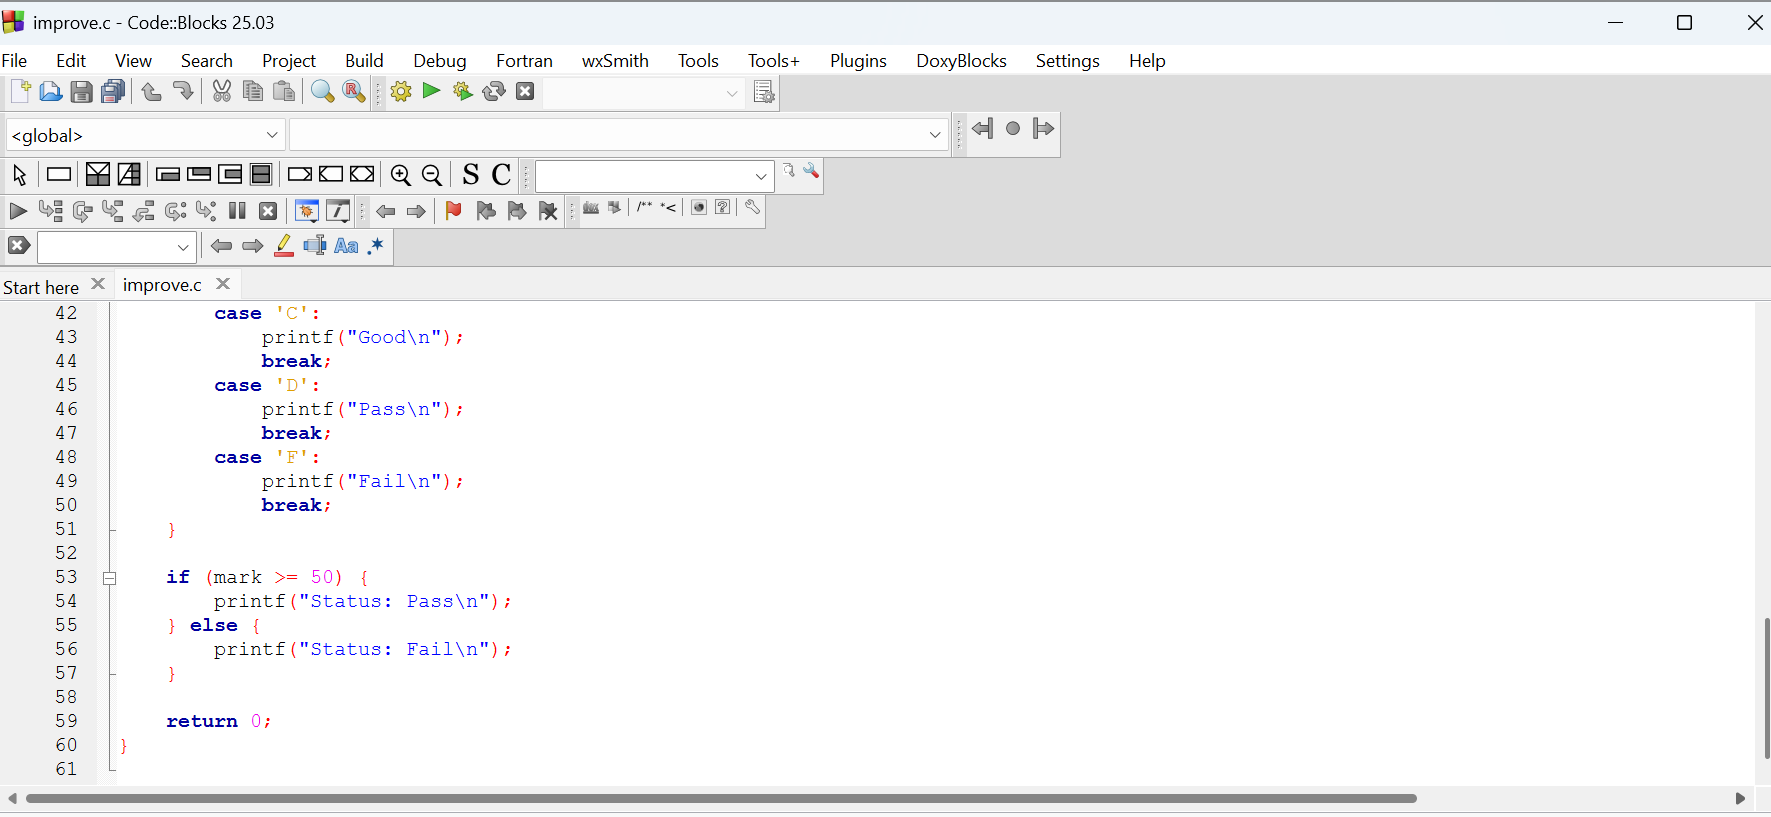 improve.c - Code::Blocks 25.03
File Edit View Search Project Build Debug Fortran wxSmith Tools Tools+ Plugins DoxyBlocks Settings Help
<global>
S C
/** *<
Aa .*
Start here improve.c
42 case 'C':
43 printf("Good\n");
44 break;
45 case 'D':
46 printf("Pass\n");
47 break;
48 case 'F':
49 printf("Fail\n");
50 break;
51 }
52
53 if (mark >= 50) {
54 printf("Status: Pass\n");
55 } else {
56 printf("Status: Fail\n");
57 }
58
59 return 0;
60 }
61